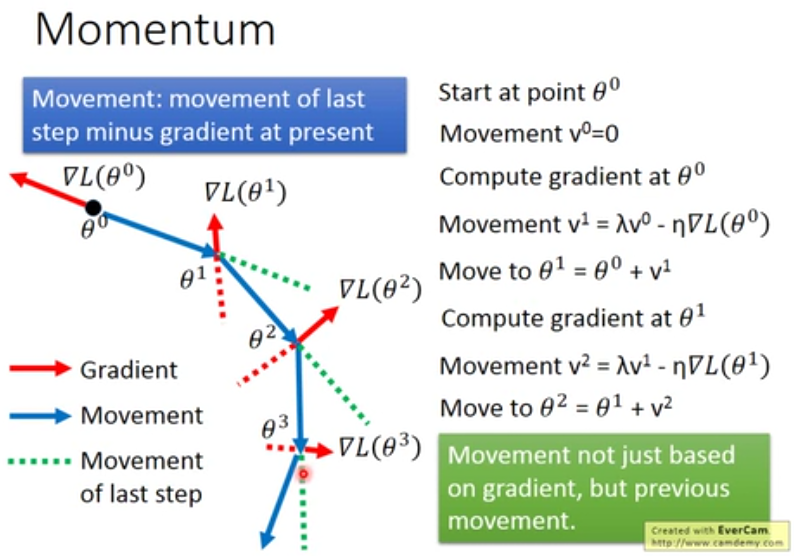 Momentum
Movement: movement of last
step minus gradient at present
∇L(θ⁰)
θ⁰
∇L(θ¹)
θ¹
∇L(θ²)
θ²
θ³
∇L(θ³)
Gradient
Movement
Movement
of last step
Start at point θ⁰
Movement v⁰=0
Compute gradient at θ⁰
Movement v¹ = λv⁰ - η∇L(θ⁰)
Move to θ¹ = θ⁰ + v¹
Compute gradient at θ¹
Movement v² = λv¹ - η∇L(θ¹)
Move to θ² = θ¹ + v²
Movement not just based
on gradient, but previous
movement.
Created with EverCam.
http://www.camdemy.com